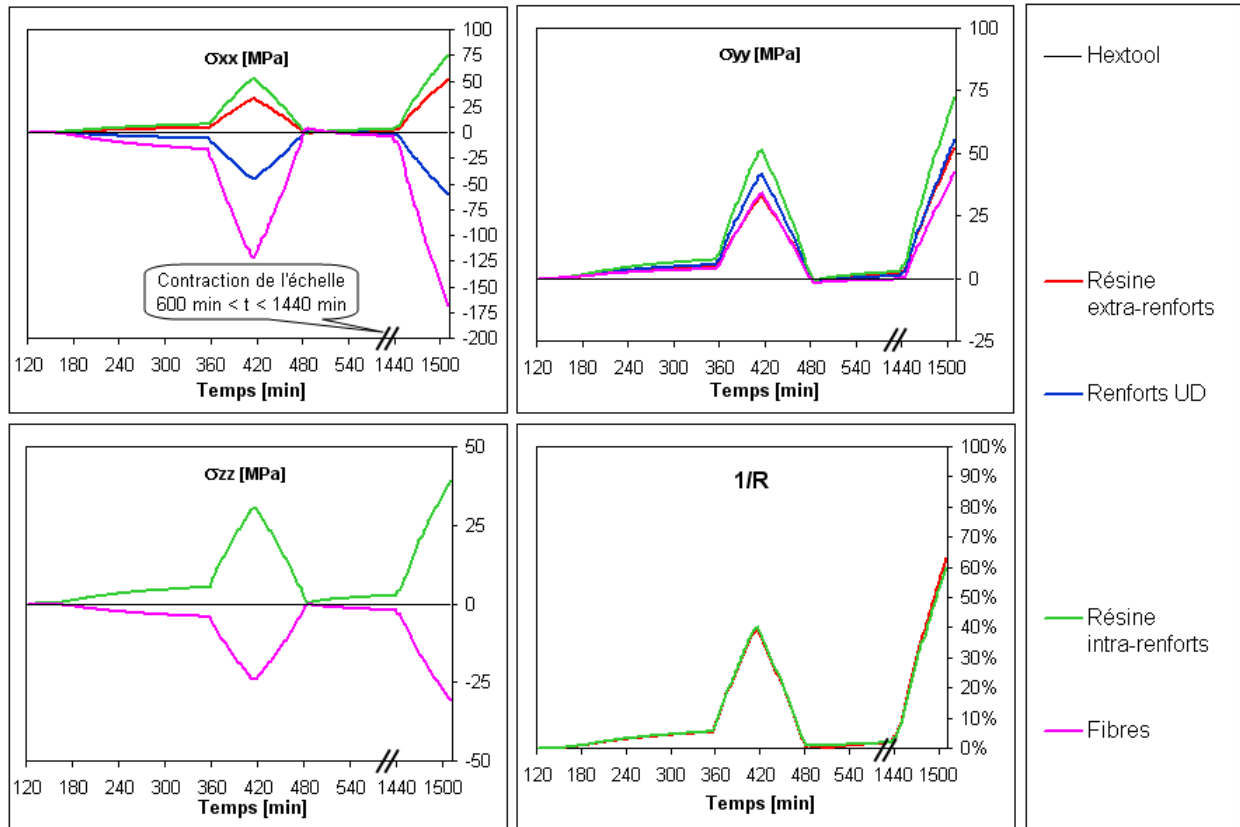 σxx [MPa]
100
75
50
25
0
-25
-50
-75
-100
-125
-150
-175
-200
Contraction de l'échelle
600 min < t < 1440 min
120 180 240 300 360 420 480 540 1440 1500
Temps [min]
σyy [MPa]
100
75
50
25
0
-25
120 180 240 300 360 420 480 540 1440 1500
Temps [min]
σzz [MPa]
50
25
0
-25
-50
120 180 240 300 360 420 480 540 1440 1500
Temps [min]
1/R
100%
90%
80%
70%
60%
50%
40%
30%
20%
10%
0%
120 180 240 300 360 420 480 540 1440 1500
Temps [min]
Hextool
Résine
extra-renforts
Renforts UD
Résine
intra-renforts
Fibres